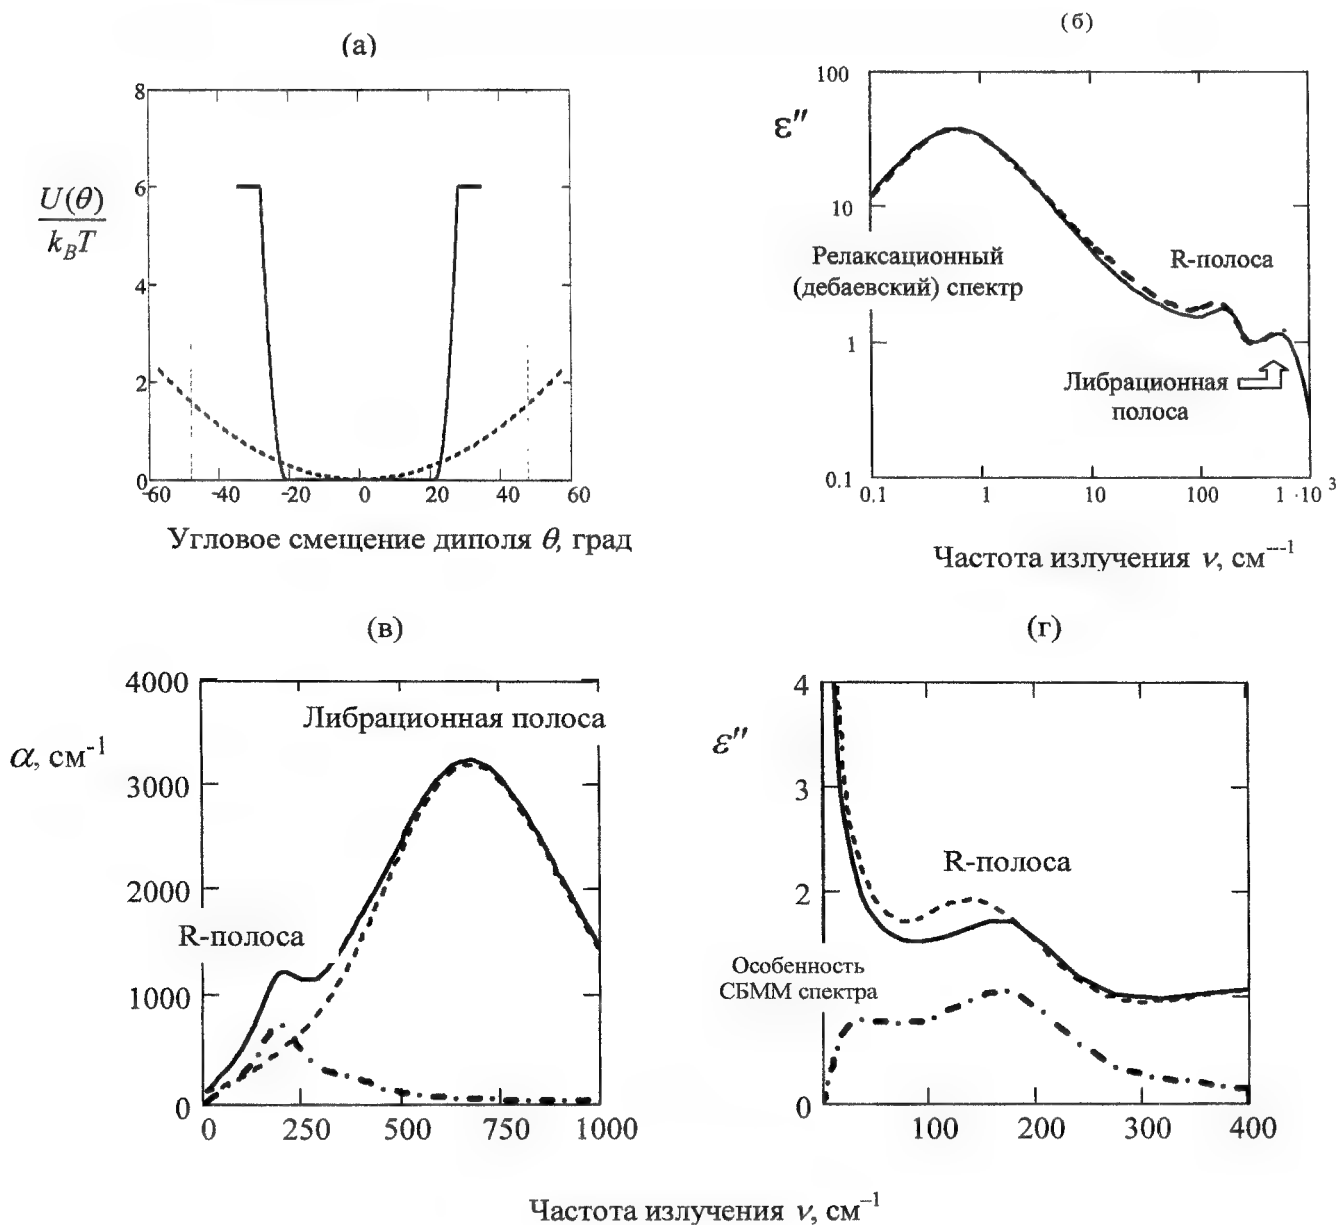 (а)
8
6
4
2
0
U(θ)
k_BT
-60
-40
-20
0
20
40
60
Угловое смещение диполя θ, град
(б)
100
ε″
10
1
0.1
Релаксационный
(дебаевский) спектр
R-полоса
Либрационная
полоса
0.1
1
10
100
1·10³
Частота излучения ν, см⁻¹
(в)
4000
α, см⁻¹
3000
2000
1000
0
Либрационная полоса
R-полоса
0
250
500
750
1000
(г)
4
ε″
3
2
0
R-полоса
Особенность
СБММ спектра
100
200
300
400
Частота излучения ν, см⁻¹